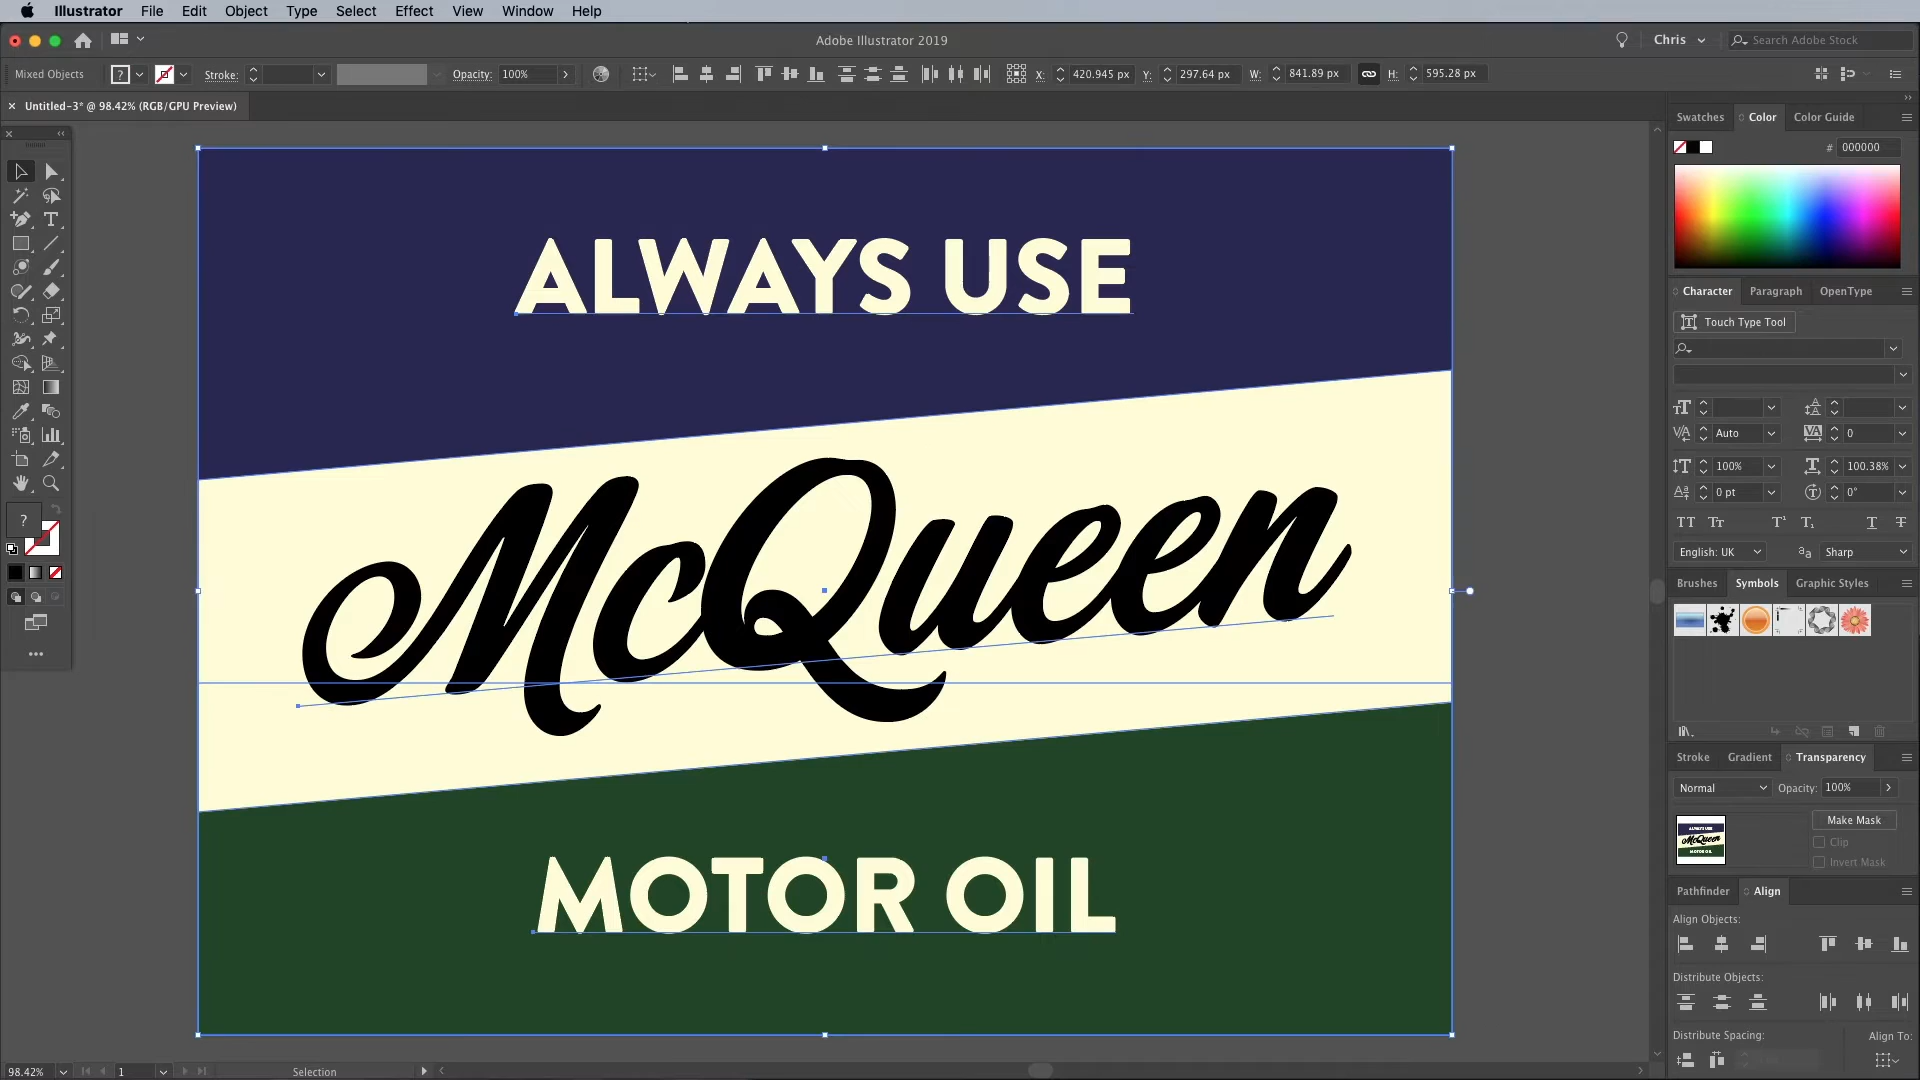 Illustrator File Edit Object Type Select Effect View Window Help
Adobe Illustrator 2019
Chris
Search Adobe Stock
Mixed Objects
?
Stroke:
Opacity: 100%
X: 420.945 px
Y: 297.64 px
W: 841.89 px
H: 595.28 px
Untitled-3* @ 98.42% (RGB/GPU Preview)
ALWAYS USE
McQueen
MOTOR OIL
?
Swatches Color Color Guide
# 000000
Character Paragraph OpenType
Touch Type Tool
Auto 0
100% 100.38%
0 pt 0°
English: UK Sharp
Brushes Symbols Graphic Styles
Stroke Gradient Transparency
Normal Opacity: 100%
ALWAYS USE
McQueen
MOTOR OIL
Make Mask
Clip
Invert Mask
Pathfinder Align
Align Objects:
Distribute Objects:
Distribute Spacing: Align To:
98.42% 1 Selection